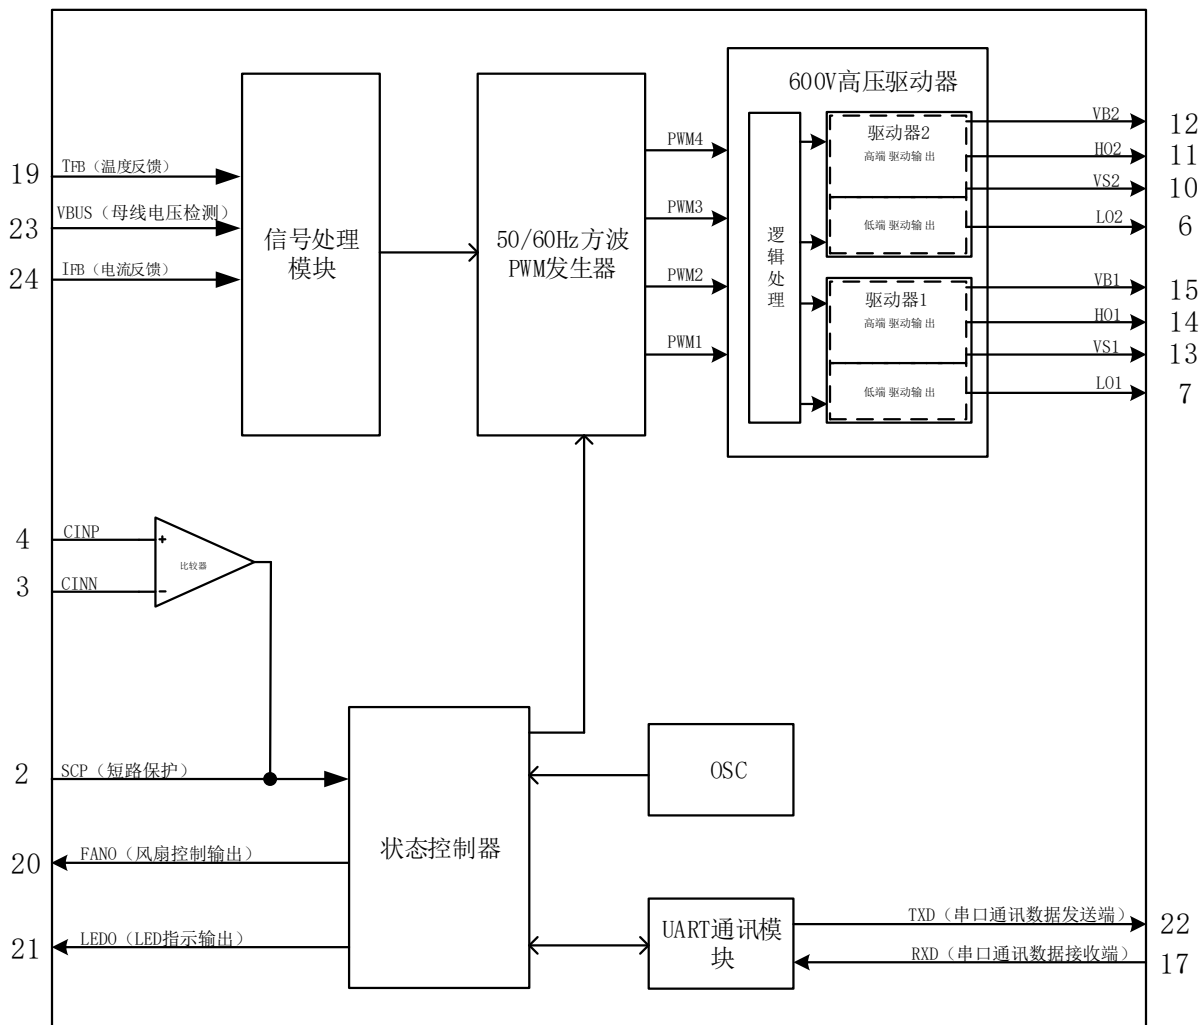 600V高压驱动器
19
TFB(温度反馈)
23
VBUS(母线电压检测)
24
IFB(电流反馈)
信号处理
模块
50/60Hz方波
PWM发生器
PWM4
PWM3
PWM2
PWM1
逻辑处理
驱动器2
高端驱动输出
低端驱动输出
驱动器1
高端驱动输出
低端驱动输出
VB2
12
HO2
11
VS2
10
LO2
6
VB1
15
HO1
14
VS1
13
LO1
7
4
CINP
+
比较器
3
CINN
-
2
SCP(短路保护)
20
FANO(风扇控制输出)
21
LEDO(LED指示输出)
状态控制器
OSC
UART通讯模
块
TXD(串口通讯数据发送端)
22
RXD(串口通讯数据接收端)
17